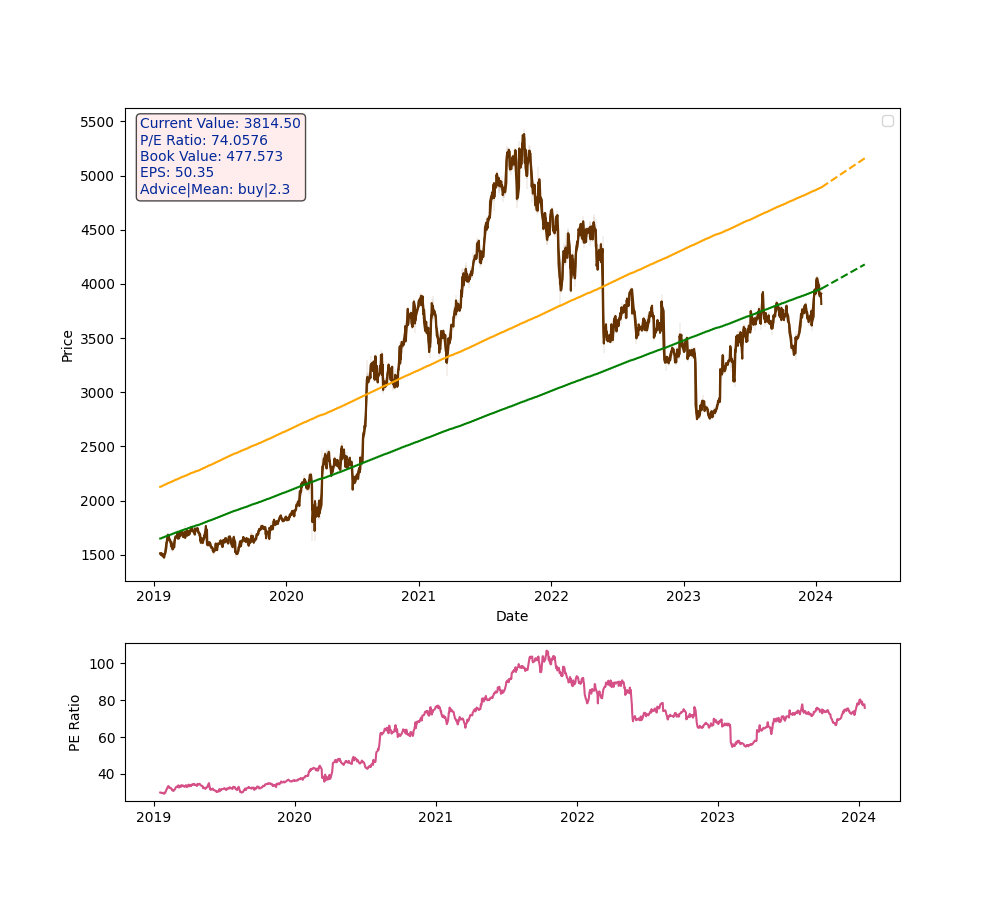 5500
5000
4500
4000
3500
3000
2500
2000
1500
Price
Current Value: 3814.50
P/E Ratio: 74.0576
Book Value: 477.573
EPS: 50.35
Advice|Mean: buy|2.3
2019 2020 2021 2022 2023 2024
Date
100
80
60
40
PE Ratio
2019 2020 2021 2022 2023 2024